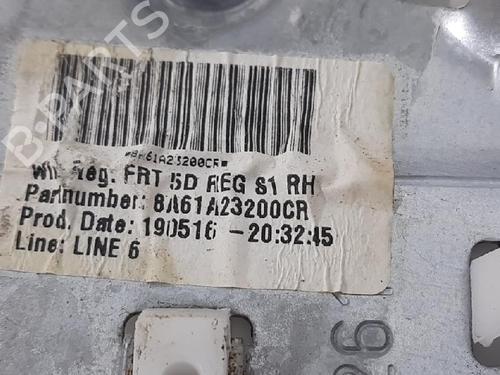 B-PARTS
*8A61A23200CR*
Win Reg: FRT 5D REG S1 RH
Partnumber: 8A61A23200CR
Prod. Date: 190516 - 20:32:45
Line: LINE 6